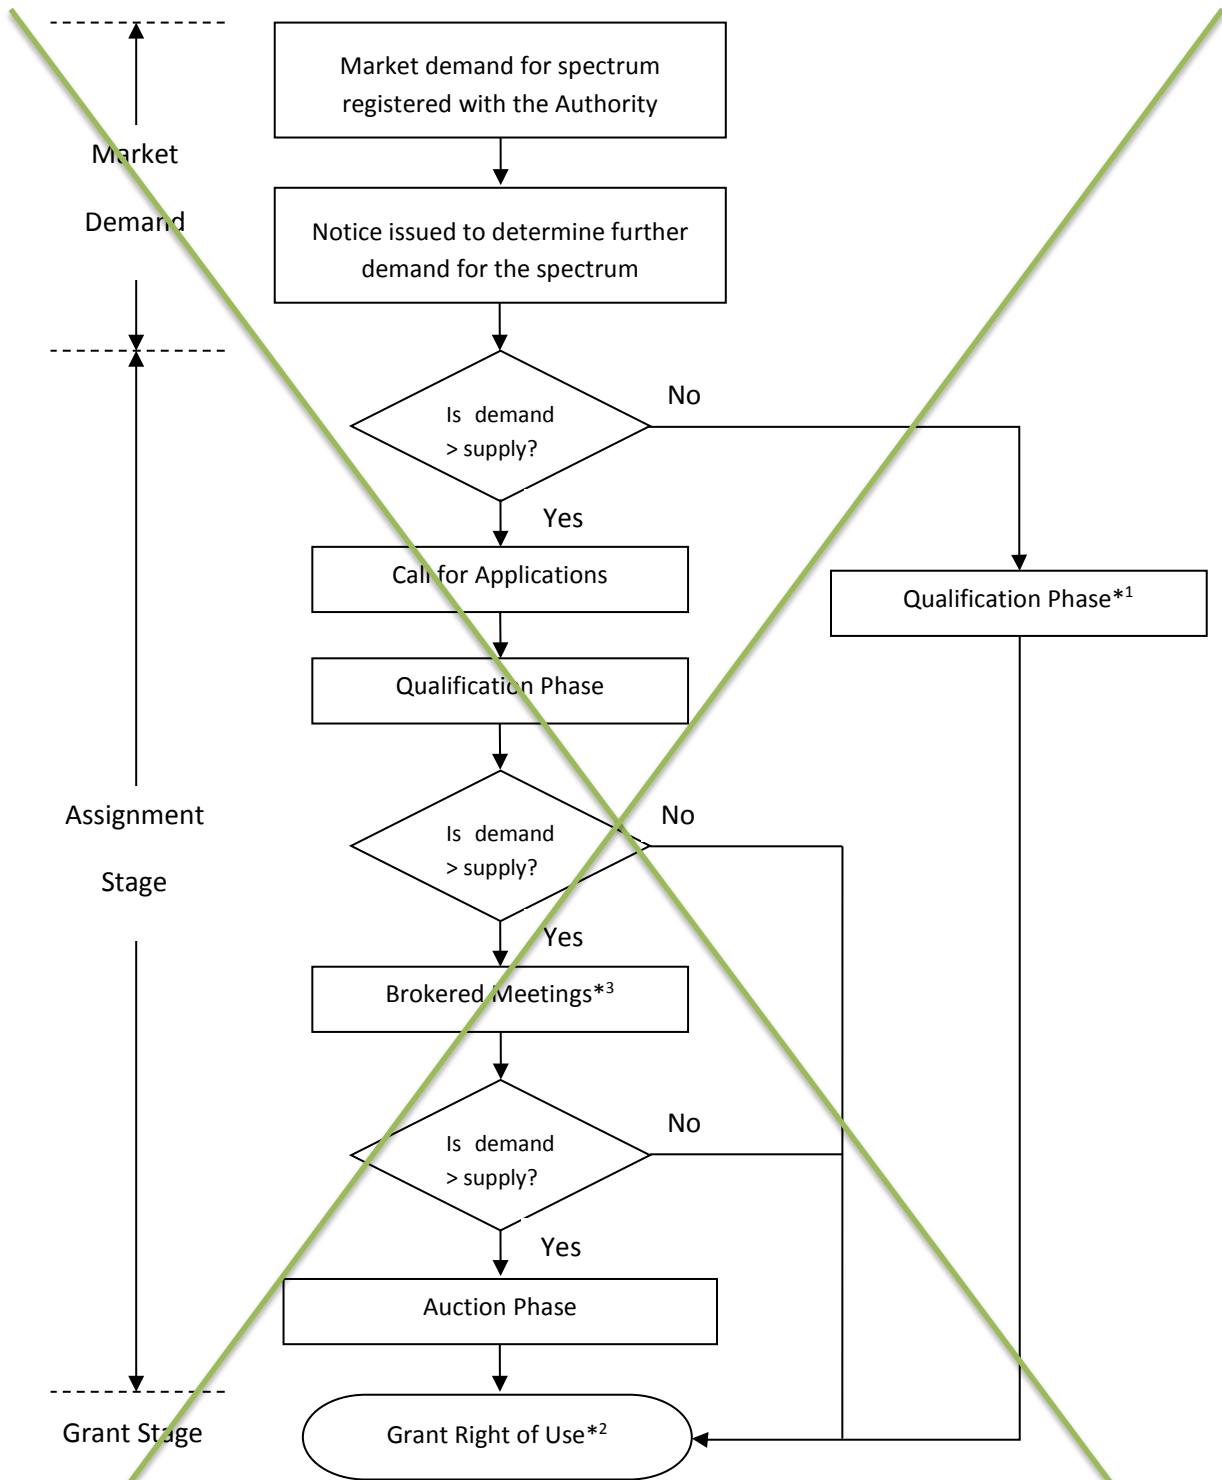 Market demand for spectrum
registered with the Authority
Market
Demand
Notice issued to determine further
demand for the spectrum
No
Is demand
> supply?
Yes
Call for Applications
Qualification Phase*1
Qualification Phase
Assignment
Stage
No
Is demand
> supply?
Yes
Brokered Meetings*3
No
Is demand
> supply?
Yes
Auction Phase
Grant Stage
Grant Right of Use*2